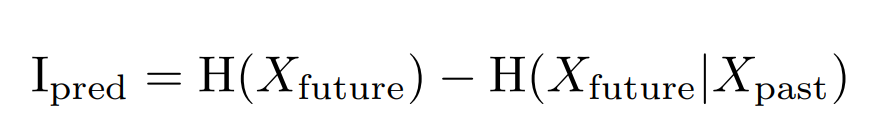 I_pred = H(X_future) − H(X_future|X_past)